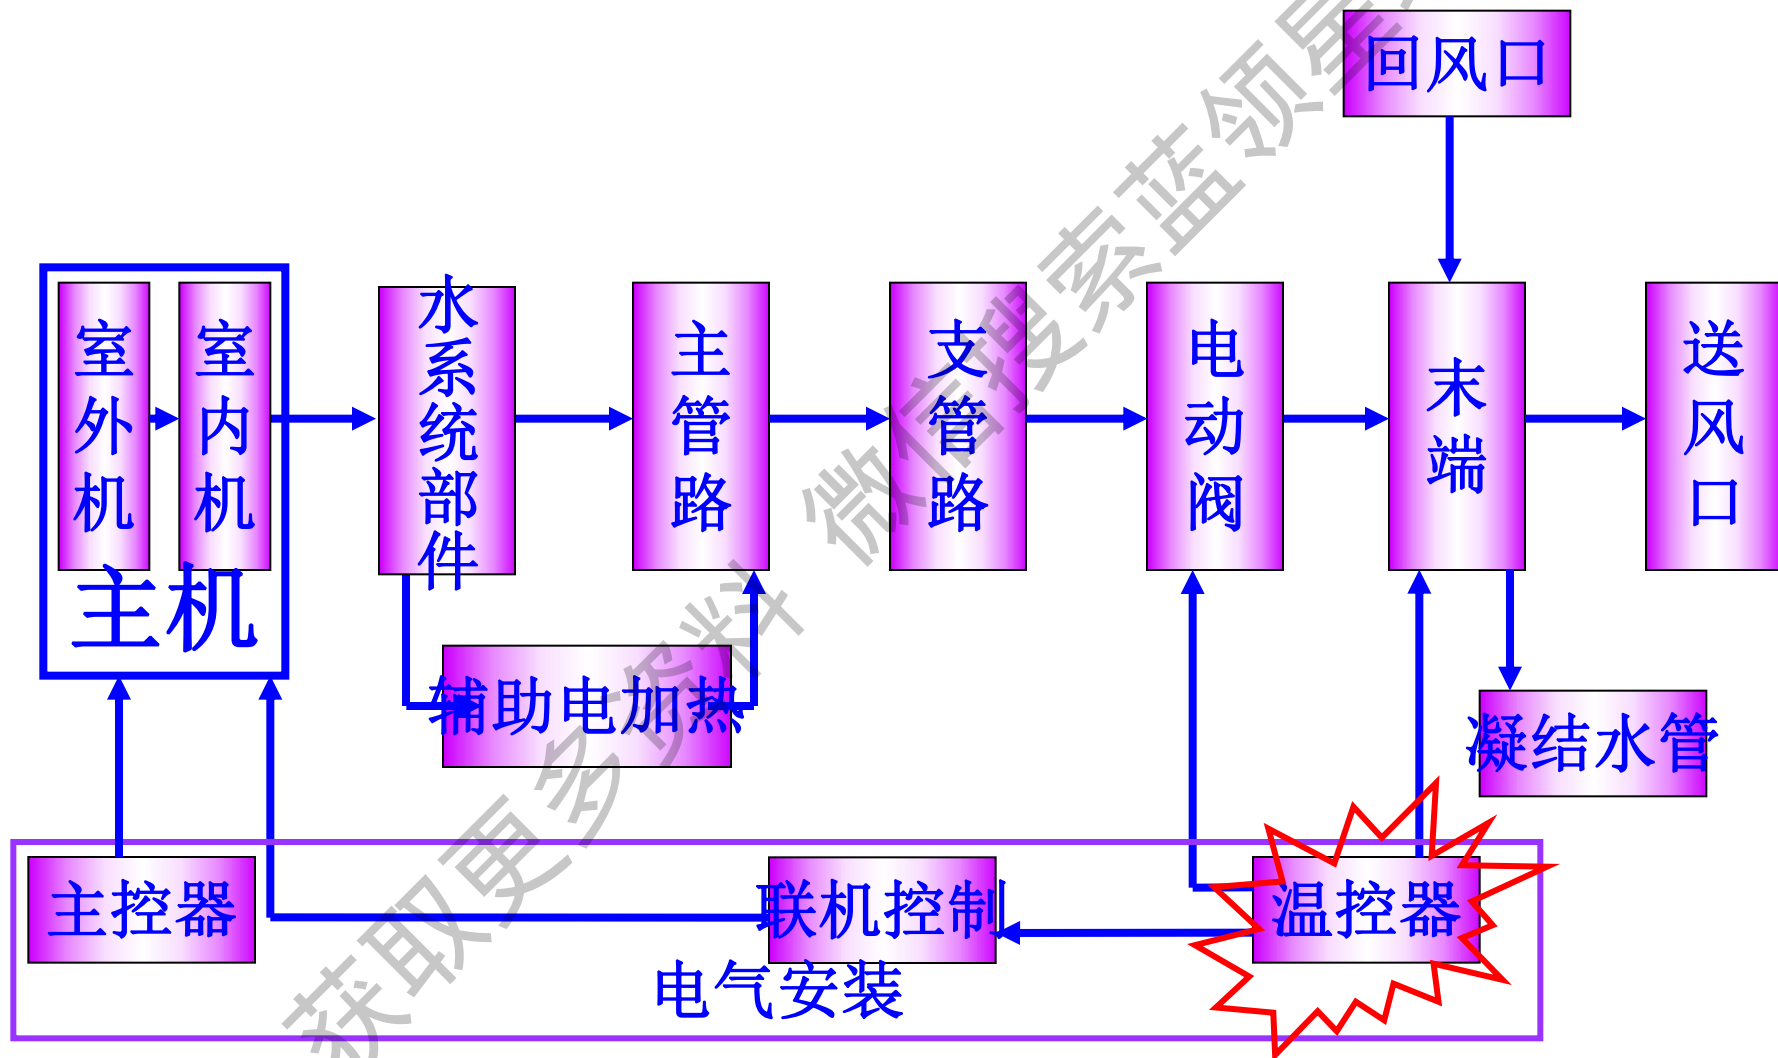 回风口
室外机
室内机
主机
水系统部件
主管路
支管路
电动阀
末端
送风口
辅助电加热
凝结水管
主控器
联机控制
温控器
电气安装
获取更多资料 微信搜索蓝领星